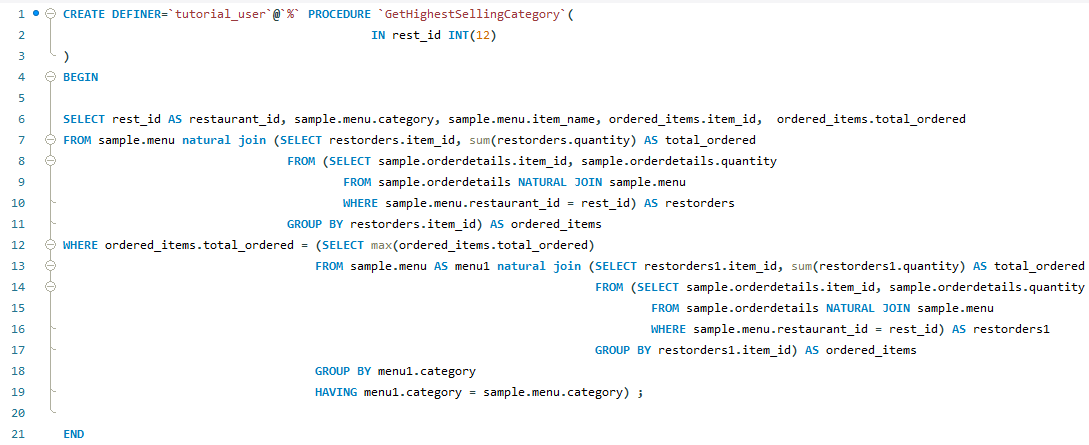 1 CREATE DEFINER=`tutorial_user`@`%` PROCEDURE `GetHighestSellingCategory`(
2 IN rest_id INT(12)
3 )
4 BEGIN
5
6 SELECT rest_id AS restaurant_id, sample.menu.category, sample.menu.item_name, ordered_items.item_id,  ordered_items.total_ordered
7 FROM sample.menu natural join (SELECT restorders.item_id, sum(restorders.quantity) AS total_ordered
8 FROM (SELECT sample.orderdetails.item_id, sample.orderdetails.quantity
9 FROM sample.orderdetails NATURAL JOIN sample.menu
10 WHERE sample.menu.restaurant_id = rest_id) AS restorders
11 GROUP BY restorders.item_id) AS ordered_items
12 WHERE ordered_items.total_ordered = (SELECT max(ordered_items.total_ordered)
13 FROM sample.menu AS menu1 natural join (SELECT restorders1.item_id, sum(restorders1.quantity) AS total_ordered
14 FROM (SELECT sample.orderdetails.item_id, sample.orderdetails.quantity
15 FROM sample.orderdetails NATURAL JOIN sample.menu
16 WHERE sample.menu.restaurant_id = rest_id) AS restorders1
17 GROUP BY restorders1.item_id) AS ordered_items
18 GROUP BY menu1.category
19 HAVING menu1.category = sample.menu.category) ;
20
21 END